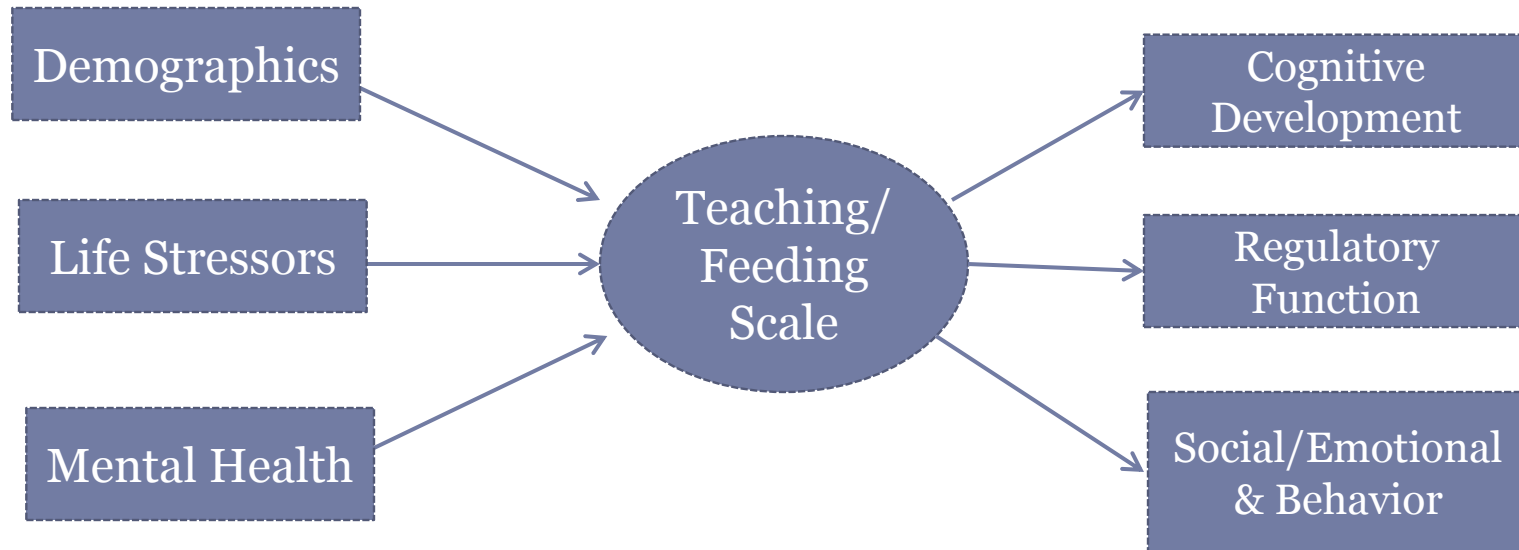 Demographics
Life Stressors
Mental Health
Teaching/
Feeding
Scale
Cognitive
Development
Regulatory
Function
Social/Emotional
& Behavior